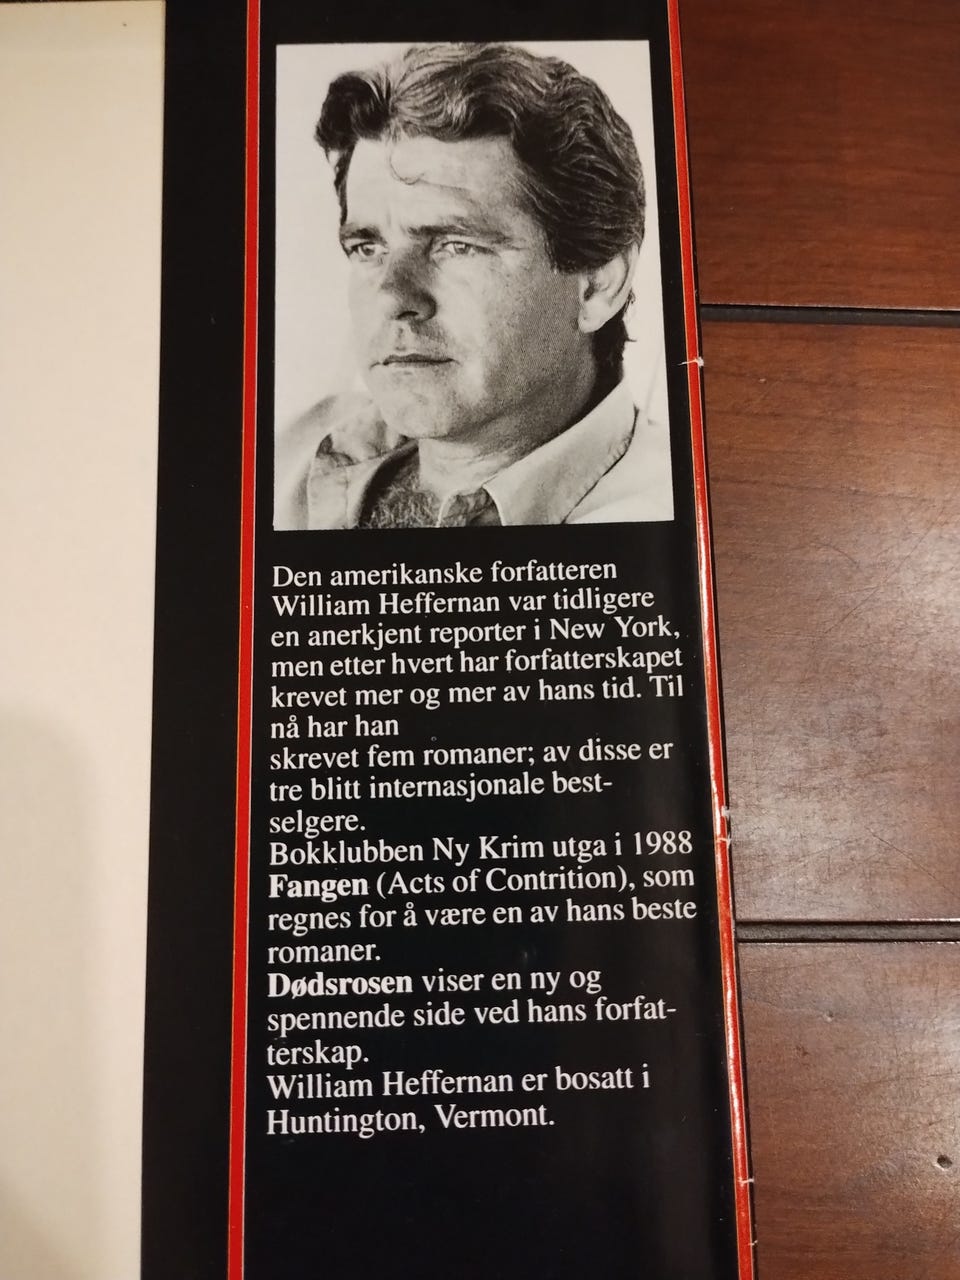 Den amerikanske forfatteren
William Heffernan var tidligere
en anerkjent reporter i New York,
men etter hvert har forfatterskapet
krevet mer og mer av hans tid. Til
nå har han
skrevet fem romaner; av disse er
tre blitt internasjonale best-
selgere.
Bokklubben Ny Krim utga i 1988
Fangen (Acts of Contrition), som
regnes for å være en av hans beste
romaner.
Dødsrosen viser en ny og
spennende side ved hans forfat-
terskap.
William Heffernan er bosatt i
Huntington, Vermont.